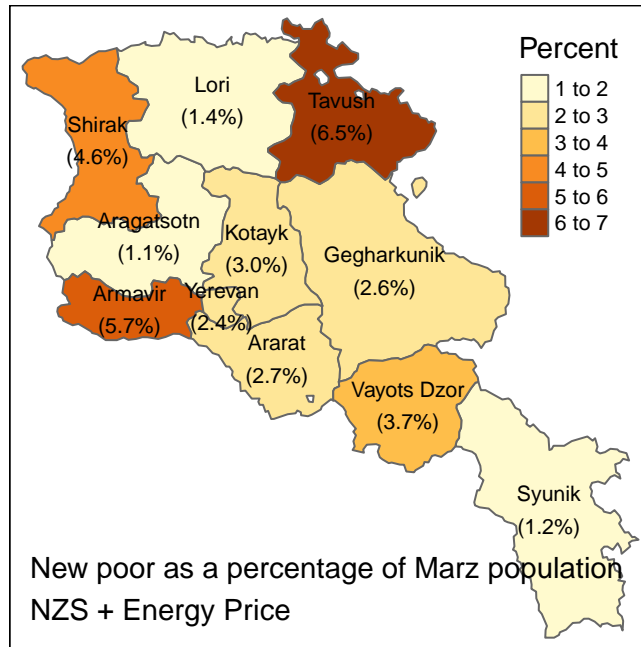 Percent
1 to 2
2 to 3
3 to 4
4 to 5
5 to 6
6 to 7
Lori
(1.4%)
Tavush
(6.5%)
Shirak
(4.6%)
Aragatsotn
(1.1%)
Kotayk
(3.0%)
Gegharkunik
(2.6%)
Armavir
(5.7%)
Yerevan
(2.4%)
Ararat
(2.7%)
Vayots Dzor
(3.7%)
Syunik
(1.2%)
New poor as a percentage of Marz population
NZS + Energy Price